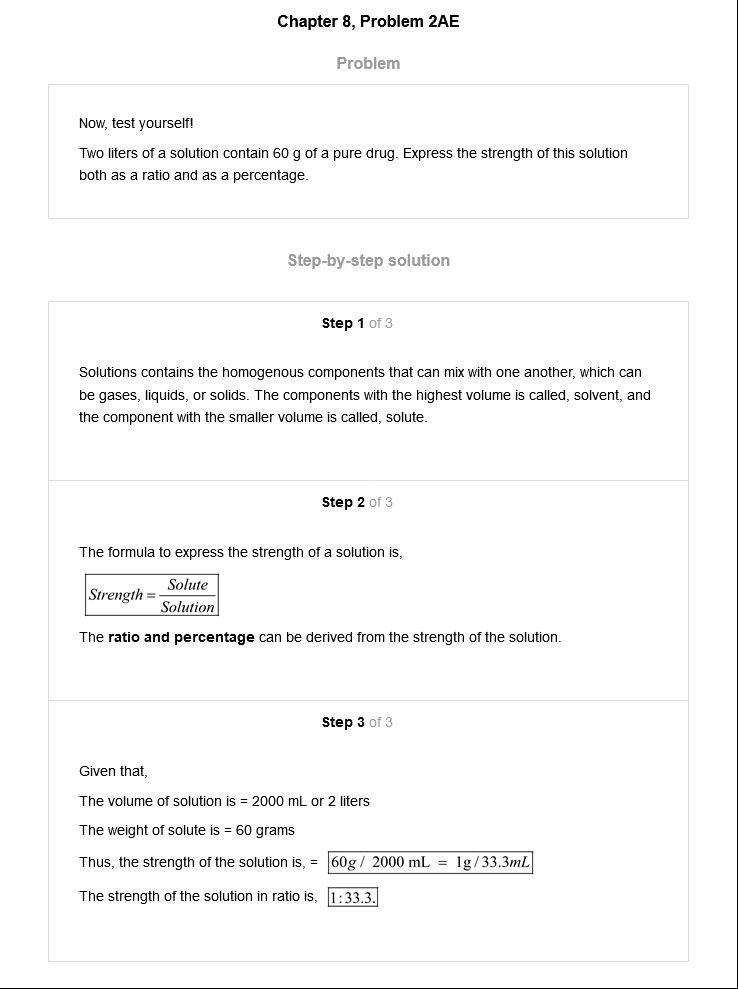 Chapter 8, Problem 2AE
Problem
Now, test yourself!
Two liters of a solution contain 60 g of a pure drug. Express the strength of this solution
both as a ratio and as a percentage.
Step-by-step solution
Step 1 of 3
Solutions contains the homogenous components that can mix with one another, which can
be gases, liquids, or solids. The components with the highest volume is called, solvent, and
the component with the smaller volume is called, solute.
Step 2 of 3
The formula to express the strength of a solution is,
Strength = Solute / Solution
The ratio and percentage can be derived from the strength of the solution.
Step 3 of 3
Given that,
The volume of solution is = 2000 mL or 2 liters
The weight of solute is = 60 grams
Thus, the strength of the solution is, = 60g / 2000 mL = 1g/33.3mL
The strength of the solution in ratio is, 1:33.3.